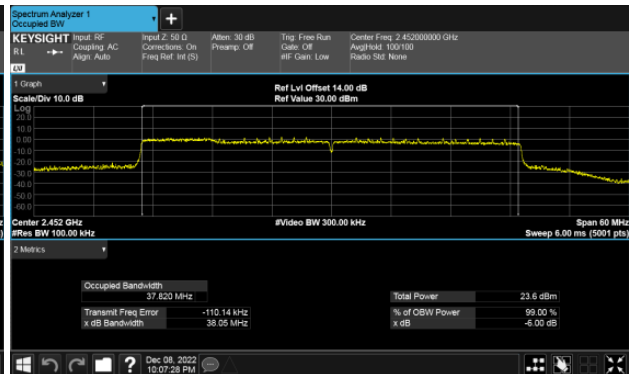 Spectrum Analyzer 1
Occupied BW
+
KEYSIGHT Input: RF Input Z: 50 Ω Atten: 30 dB Trig: Free Run Center Freq: 2.452000000 GHz
RL Coupling: AC Corrections: On Preamp: Off Gate: Off Avg|Hold: 100/100
Align: Auto Freq Ref: Int (S) #IF Gain: Low Radio Std: None
LXI
1 Graph Ref Lvl Offset 14.00 dB
Scale/Div 10.0 dB Ref Value 30.00 dBm
Log
20.0
10.0
0.00
-10.0
-20.0
-30.0
-40.0
-50.0
-60.0
Center 2.452 GHz #Video BW 300.00 kHz Span 60 MHz
#Res BW 100.00 kHz Sweep 6.00 ms (5001 pts)
2 Metrics
Occupied Bandwidth
37.820 MHz Total Power 23.6 dBm
Transmit Freq Error -110.14 kHz % of OBW Power 99.00 %
x dB Bandwidth 38.05 MHz x dB -6.00 dB
? Dec 08, 2022
10:07:28 PM